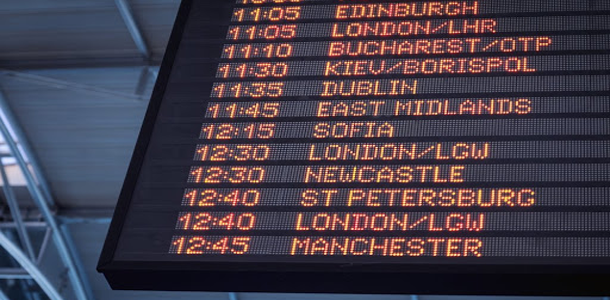 11:05 EDINBURGH
11:05 LONDON/LHR
11:10 BUCHAREST/OTP
11:30 KIEV/BORISPOL
11:35 DUBLIN
11:45 EAST MIDLANDS
12:15 SOFIA
12:30 LONDON/LGW
12:30 NEWCASTLE
12:40 ST PETERSBURG
12:40 LONDON/LGW
12:45 MANCHESTER